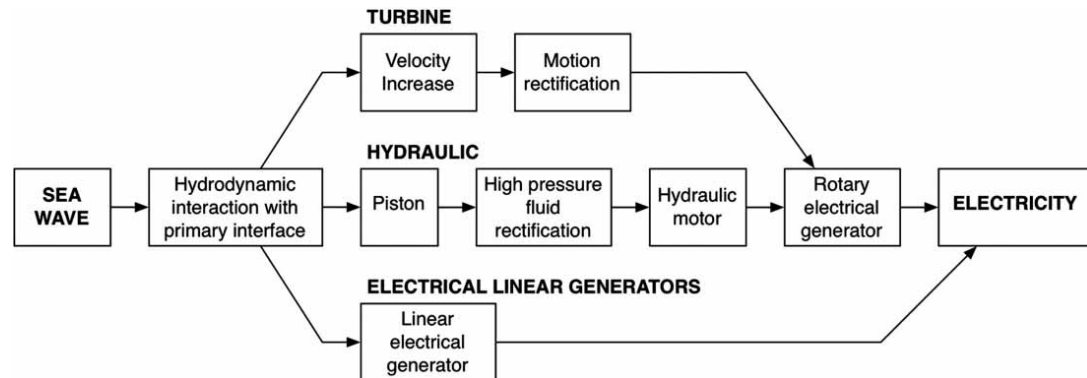 TURBINE
Velocity
Increase
Motion
rectification
HYDRAULIC
SEA
WAVE
Hydrodynamic
interaction with
primary interface
Piston
High pressure
fluid
rectification
Hydraulic
motor
Rotary
electrical
generator
ELECTRICITY
ELECTRICAL LINEAR GENERATORS
Linear
electrical
generator